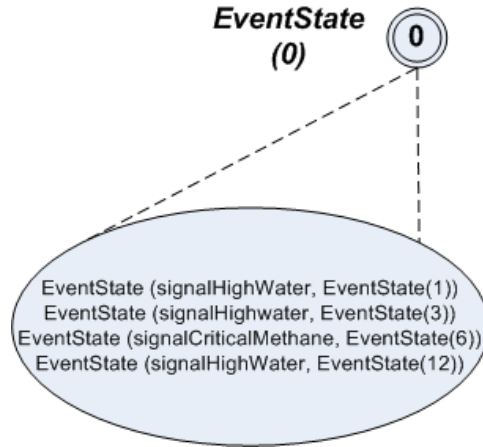 EventState
(0)
0
EventState (signalHighWater, EventState(1))
EventState (signalHighwater, EventState(3))
EventState (signalCriticalMethane, EventState(6))
EventState (signalHighWater, EventState(12))